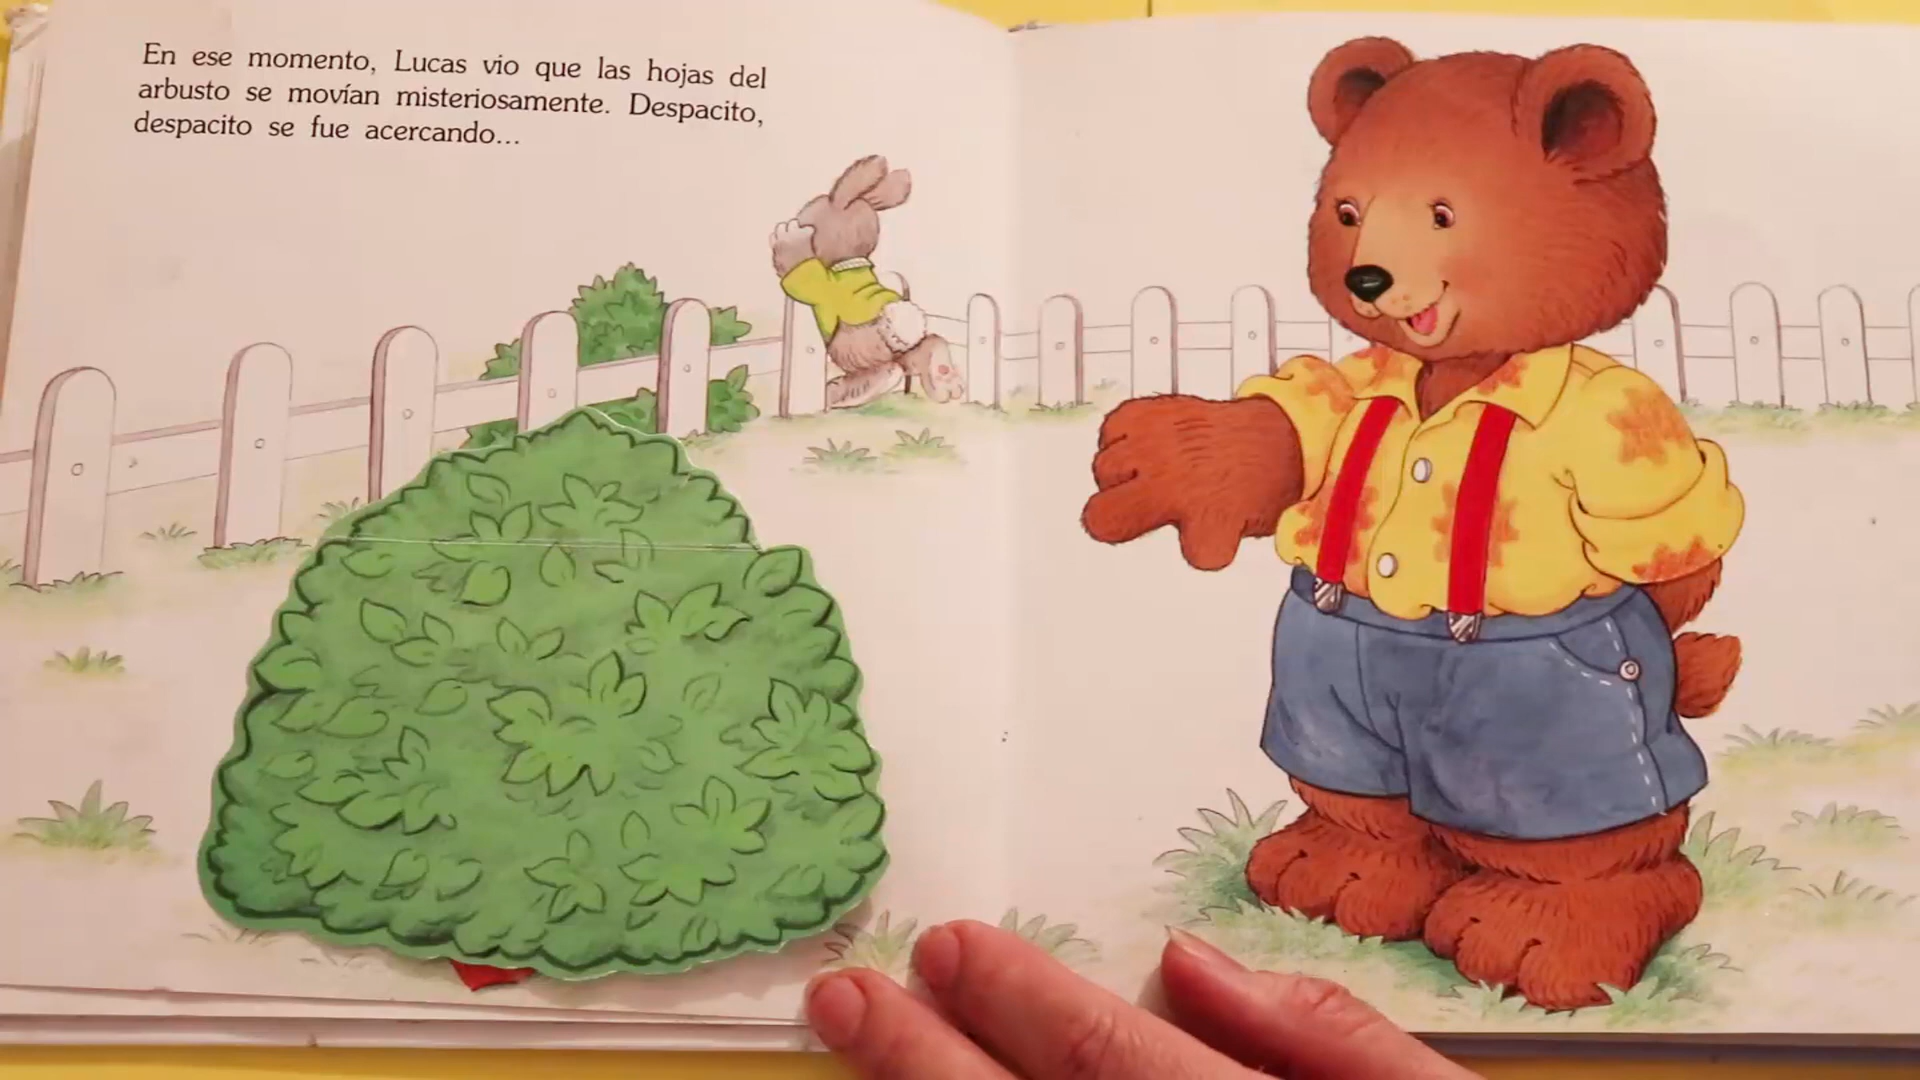 En ese momento, Lucas vio que las hojas del
arbusto se movían misteriosamente. Despacito,
despacito se fue acercando...